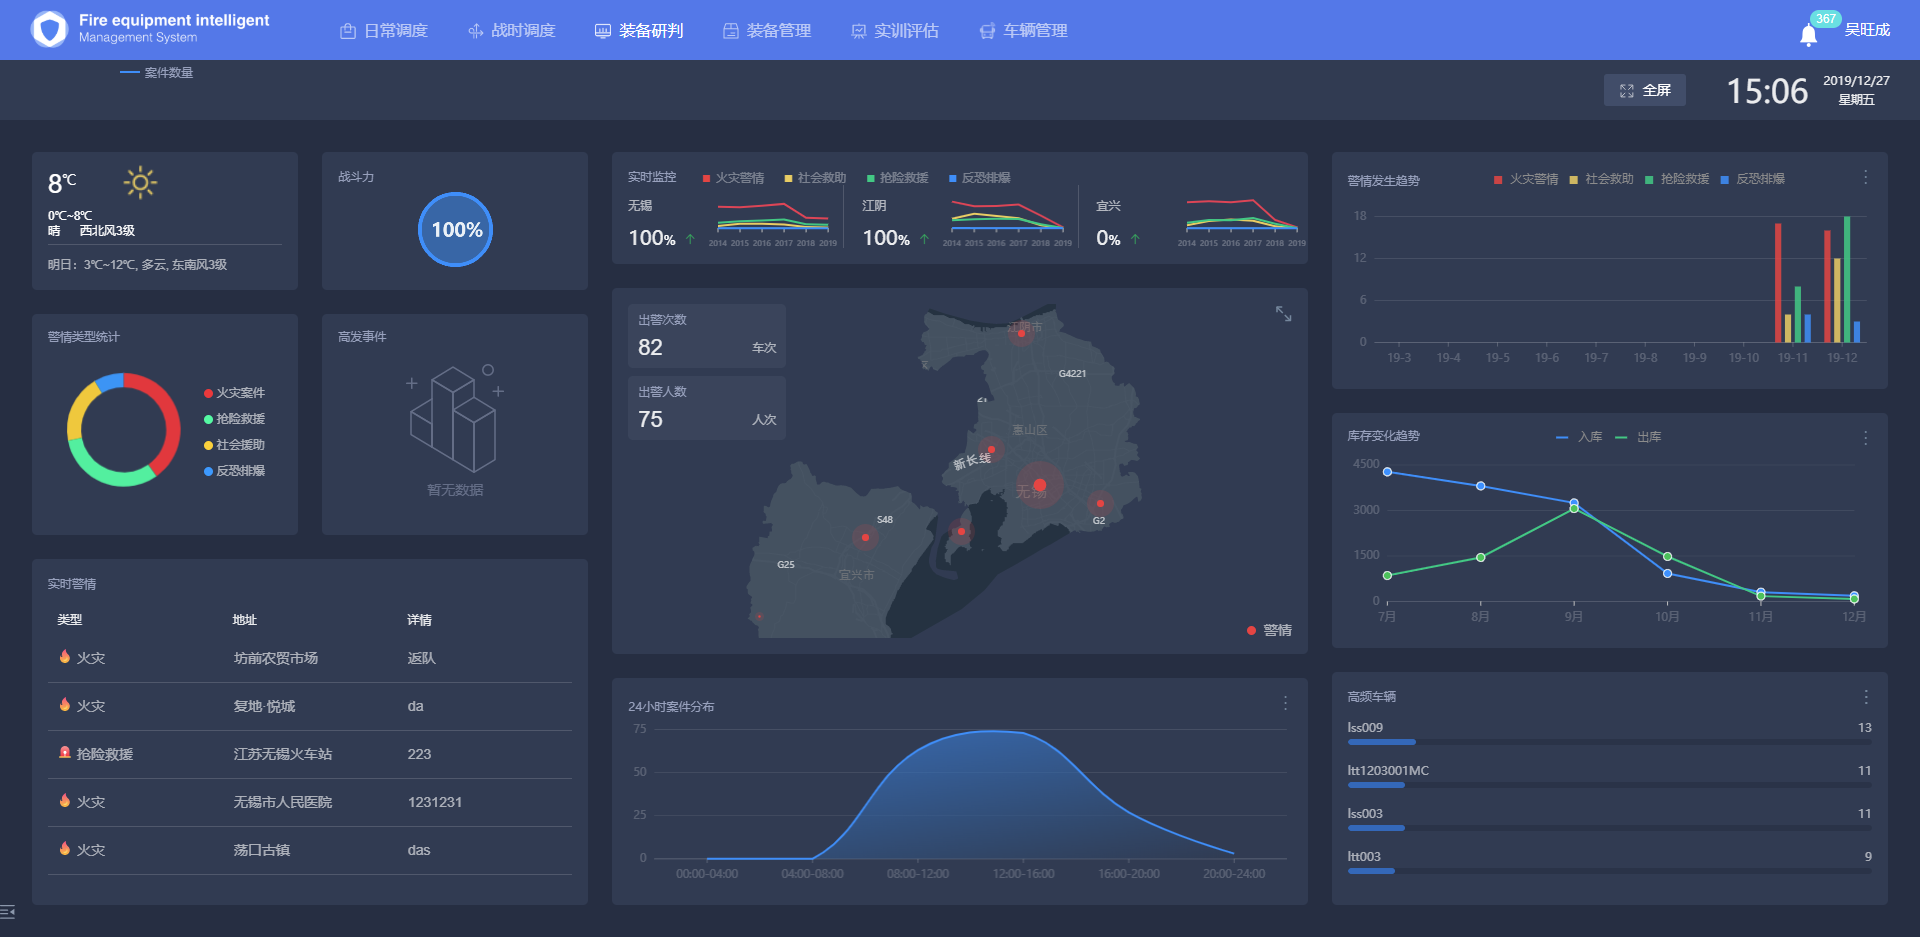 Fire equipment intelligent
Management System
日常调度
战时调度
装备研判
装备管理
实训评估
车辆管理
367
吴旺成
案件数量
全屏
15:06
2019/12/27
星期五
8℃
0℃~8℃
晴 西北风3级
明日：3℃~12℃, 多云, 东南风3级
战斗力
100%
实时监控
火灾警情
社会救助
抢险救援
反恐排爆
无锡
100%
2014 2015 2016 2017 2018 2019
江阴
100%
2014 2015 2016 2017 2018 2019
宜兴
0%
2014 2015 2016 2017 2018 2019
警情发生趋势
火灾警情
社会救助
抢险救援
反恐排爆
18
12
6
0
19-3 19-4 19-5 19-6 19-7 19-8 19-9 19-10 19-11 19-12
警情类型统计
火灾案件
抢险救援
社会援助
反恐排爆
高发事件
暂无数据
出警次数
82 车次
出警人数
75 人次
江阴市
G4221
惠山区
新长线
无锡
G2
S48
G25
宜兴市
警情
库存变化趋势
入库
出库
4500
3000
1500
0
7月 8月 9月 10月 11月 12月
实时警情
类型 地址 详情
火灾 坊前农贸市场 返队
火灾 复地·悦城 da
抢险救援 江苏无锡火车站 223
火灾 无锡市人民医院 1231231
火灾 荡口古镇 das
24小时案件分布
75
50
25
0
00:00-04:00 04:00-08:00 08:00-12:00 12:00-16:00 16:00-20:00 20:00-24:00
高频车辆
lss009 13
ltt1203001MC 11
lss003 11
ltt003 9